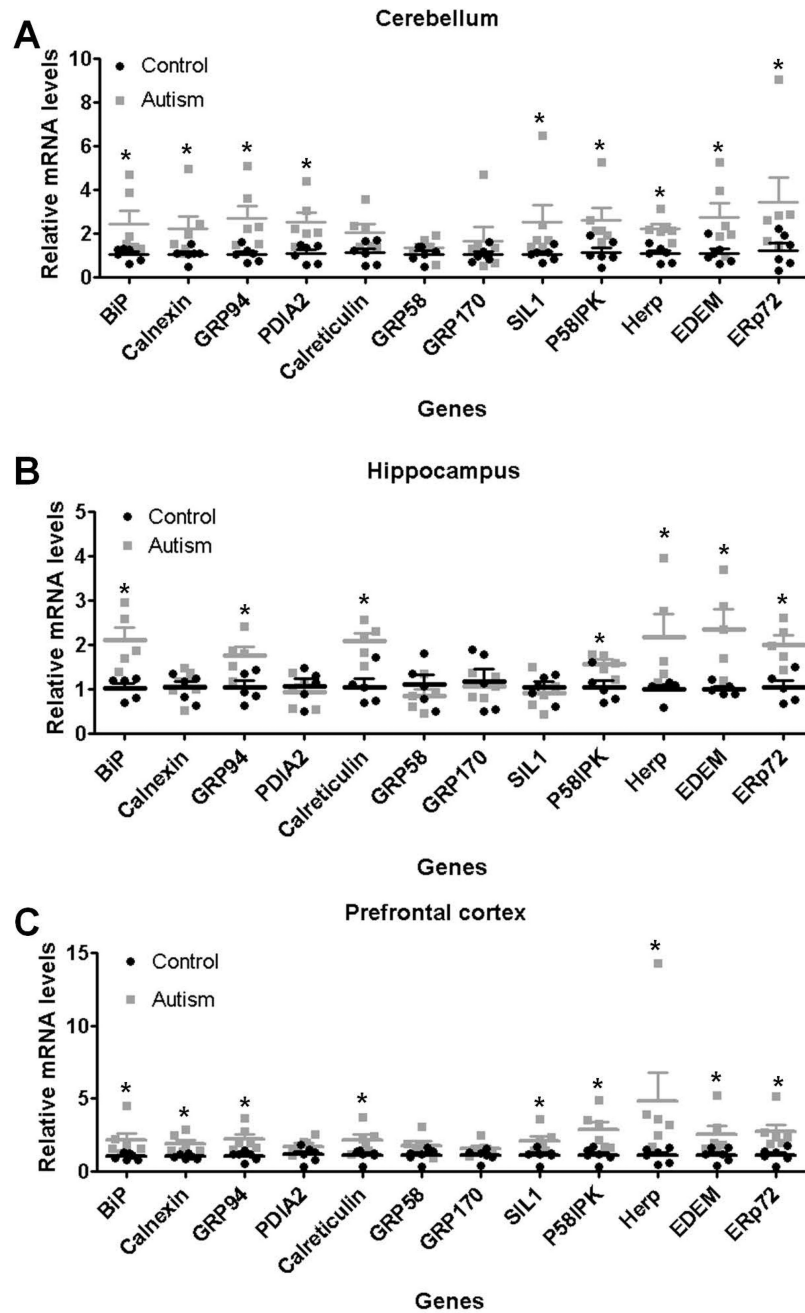 A
Cerebellum
Relative mRNA levels
10
8
6
4
2
0
Control
Autism
*
*
*
*
*
*
*
*
*
BiP
Calnexin
GRP94
PDIA2
Calreticulin
GRP58
GRP170
SIL1
P58IPK
Herp
EDEM
ERp72
Genes
B
Hippocampus
Relative mRNA levels
5
4
3
2
1
0
Control
Autism
*
*
*
*
*
*
*
BiP
Calnexin
GRP94
PDIA2
Calreticulin
GRP58
GRP170
SIL1
P58IPK
Herp
EDEM
ERp72
Genes
C
Prefrontal cortex
Relative mRNA levels
15
10
5
0
Control
Autism
*
*
*
*
*
*
*
*
*
BiP
Calnexin
GRP94
PDIA2
Calreticulin
GRP58
GRP170
SIL1
P58IPK
Herp
EDEM
ERp72
Genes